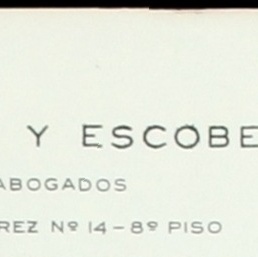 Y ESCOBE
ABOGADOS
REZ Nº 14 – 8º PISO